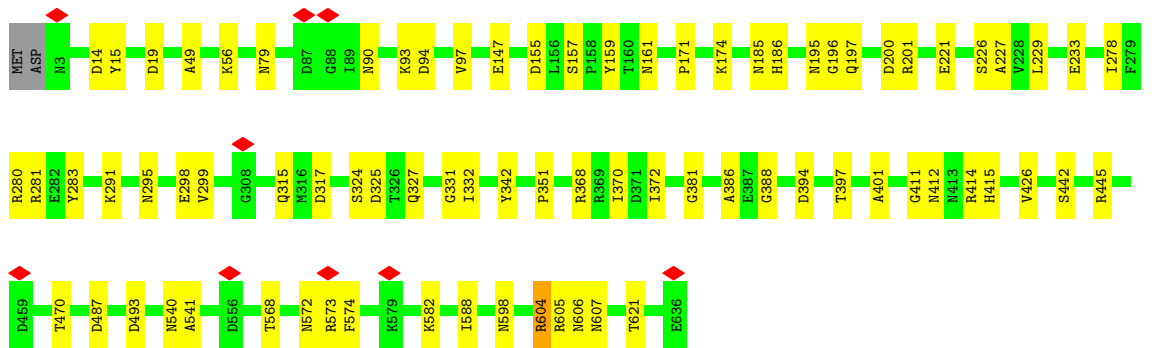 MET ASP N3 D14 Y15 D19 A49 K56 N79 D87 G88 I89 N90 K93 D94 V97 E147 D155 L156 S157 P158 Y159 T160 N161 P171 K174 N185 H186 N195 G196 Q197 D200 R201 E221 S226 A227 V228 L229 E233 I278 F279
R280 R281 E282 Y283 K291 N295 E298 V299 G308 Q315 M316 D317 S324 D325 T326 Q327 G331 I332 Y342 P351 R368 R369 I370 D371 I372 G381 A386 E387 G388 D394 T397 A401 G411 N412 N413 R414 H415 V426 S442 R445
D459 T470 D487 D493 N540 A541 D556 T568 N572 R573 F574 K579 K582 I588 N598 R604 R605 N606 N607 T621 E636